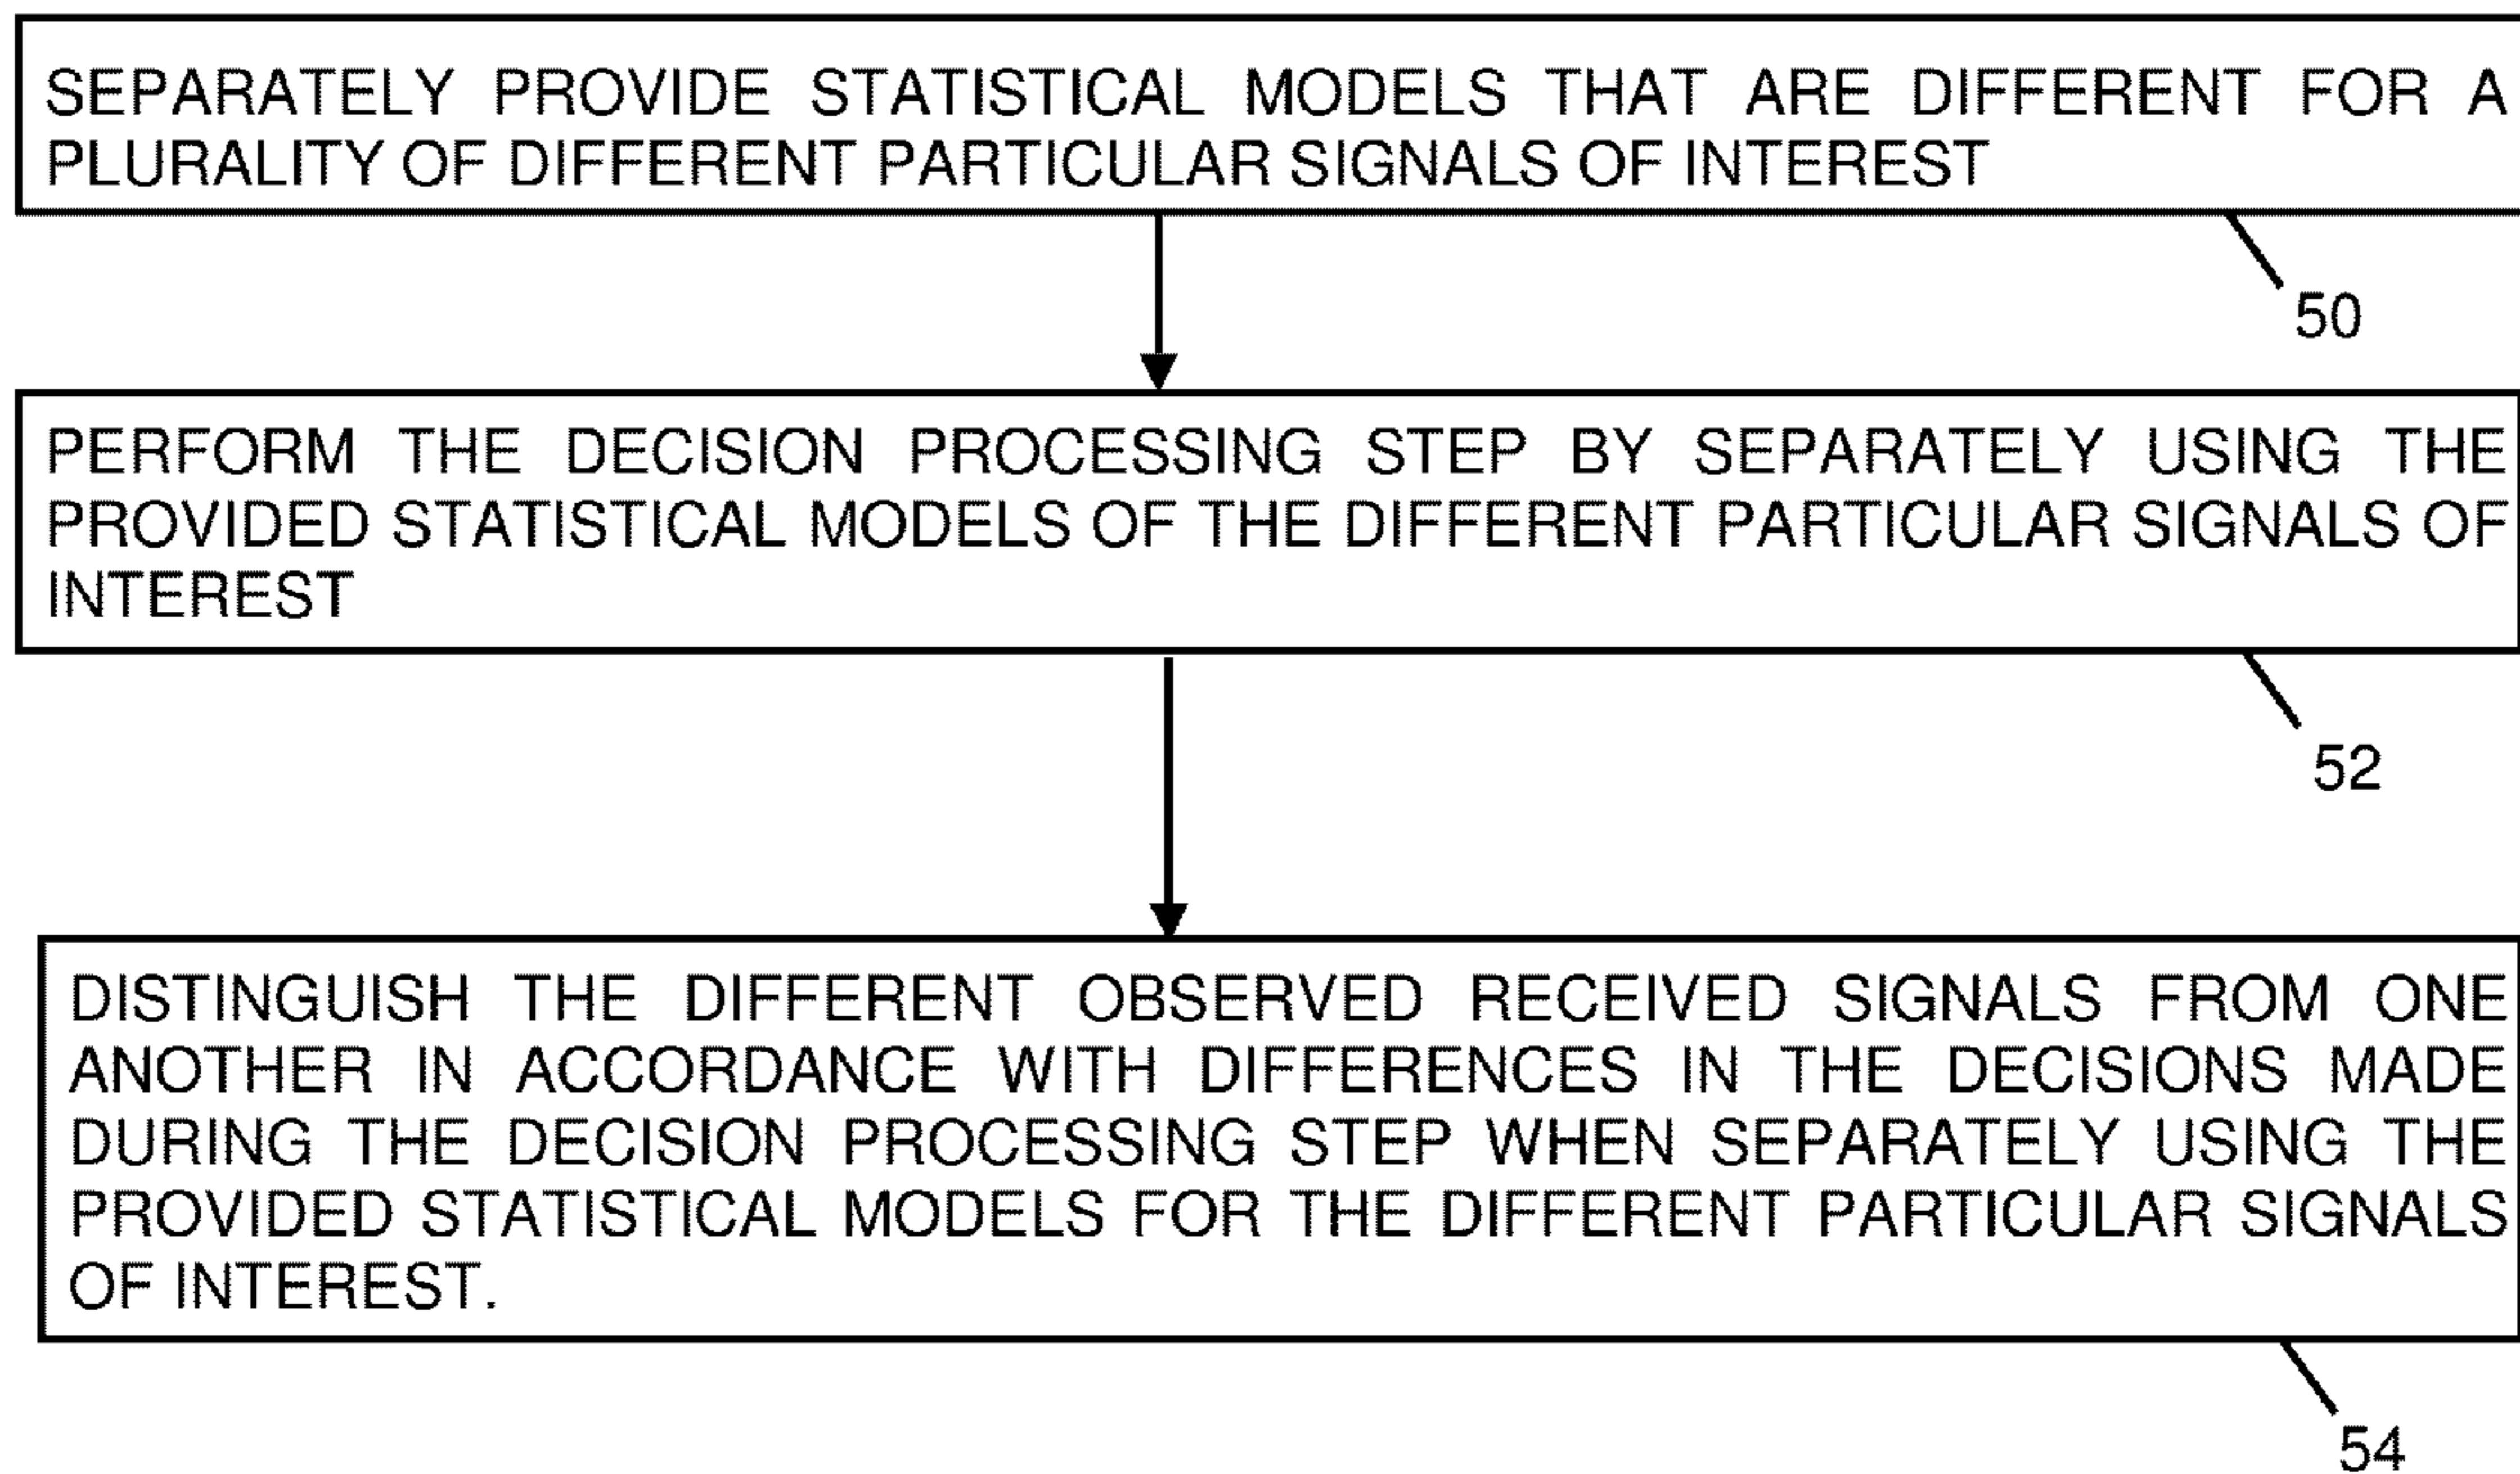 SEPARATELY PROVIDE STATISTICAL MODELS THAT ARE DIFFERENT FOR A
PLURALITY OF DIFFERENT PARTICULAR SIGNALS OF INTEREST
50
PERFORM THE DECISION PROCESSING STEP BY SEPARATELY USING THE
PROVIDED STATISTICAL MODELS OF THE DIFFERENT PARTICULAR SIGNALS OF
INTEREST
52
DISTINGUISH THE DIFFERENT OBSERVED RECEIVED SIGNALS FROM ONE
ANOTHER IN ACCORDANCE WITH DIFFERENCES IN THE DECISIONS MADE
DURING THE DECISION PROCESSING STEP WHEN SEPARATELY USING THE
PROVIDED STATISTICAL MODELS FOR THE DIFFERENT PARTICULAR SIGNALS
OF INTEREST.
54